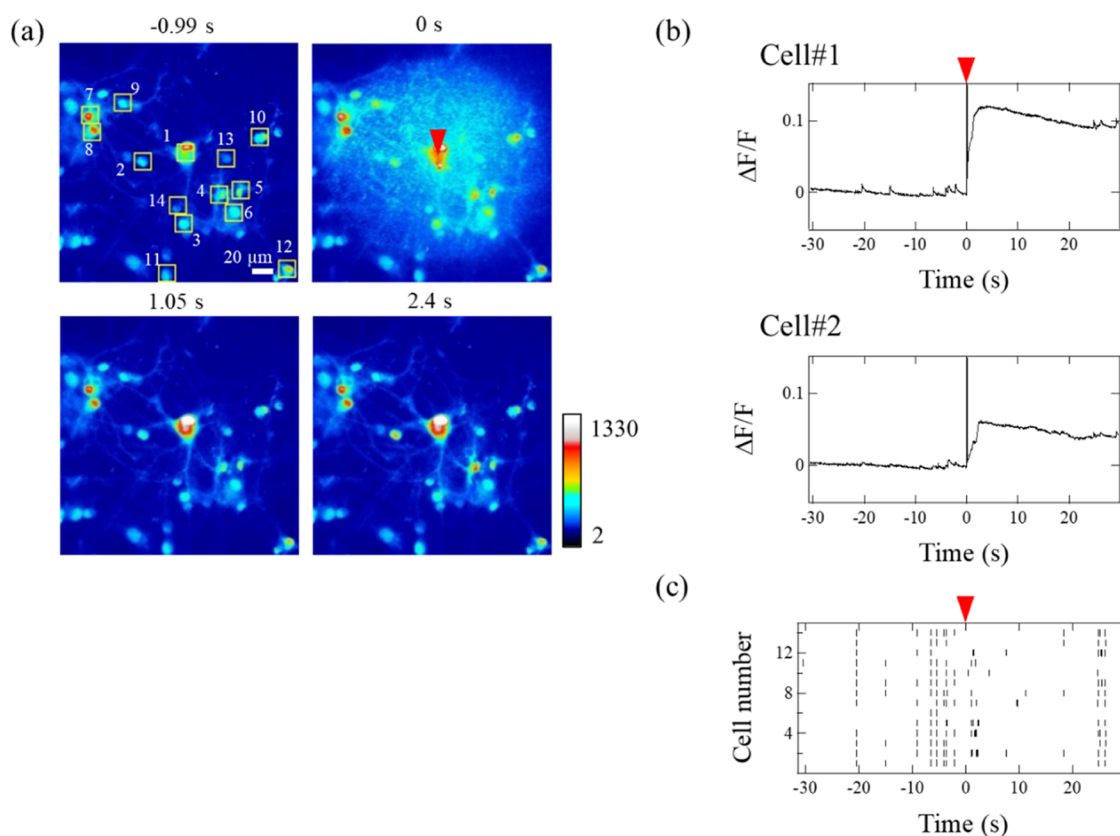 (a)
-0.99 s
0 s
7
9
8
1
10
2
13
4
5
14
6
3
11
12
20 µm
1.05 s
2.4 s
1330
2
(b)
Cell#1
ΔF/F
0.1
0
-30 -20 -10 0 10 20
Time (s)
Cell#2
ΔF/F
0.1
0
-30 -20 -10 0 10 20
Time (s)
(c)
Cell number
12
8
4
-30 -20 -10 0 10 20
Time (s)